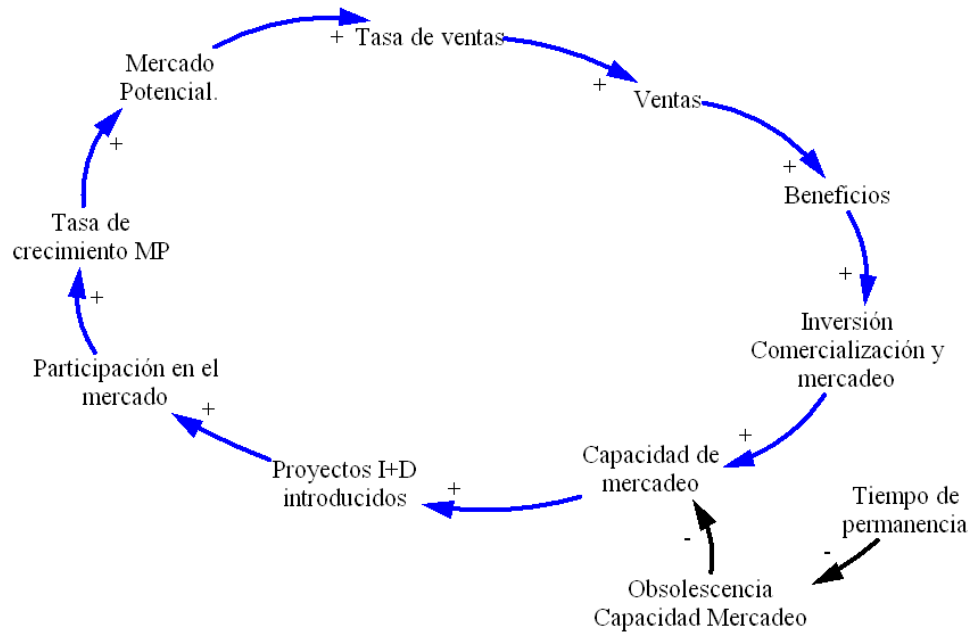 + Tasa de ventas
Mercado
Potencial.
+
Ventas
+
+
Beneficios
Tasa de
crecimiento MP
+
+
Inversión
Comercialización y
mercadeo
Participación en el
mercado
+
+
Capacidad de
mercadeo
Proyectos I+D
introducidos
+
Tiempo de
permanencia
-
-
Obsolescencia
Capacidad Mercadeo